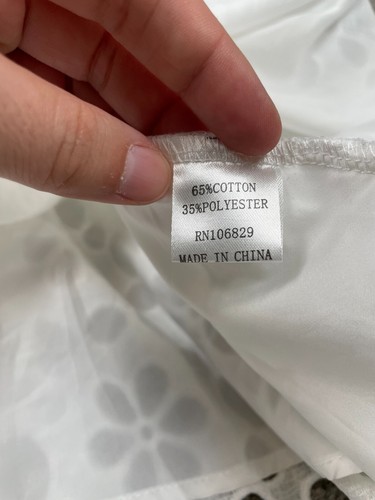 65%COTTON
35%POLYESTER
RN106829
MADE IN CHINA